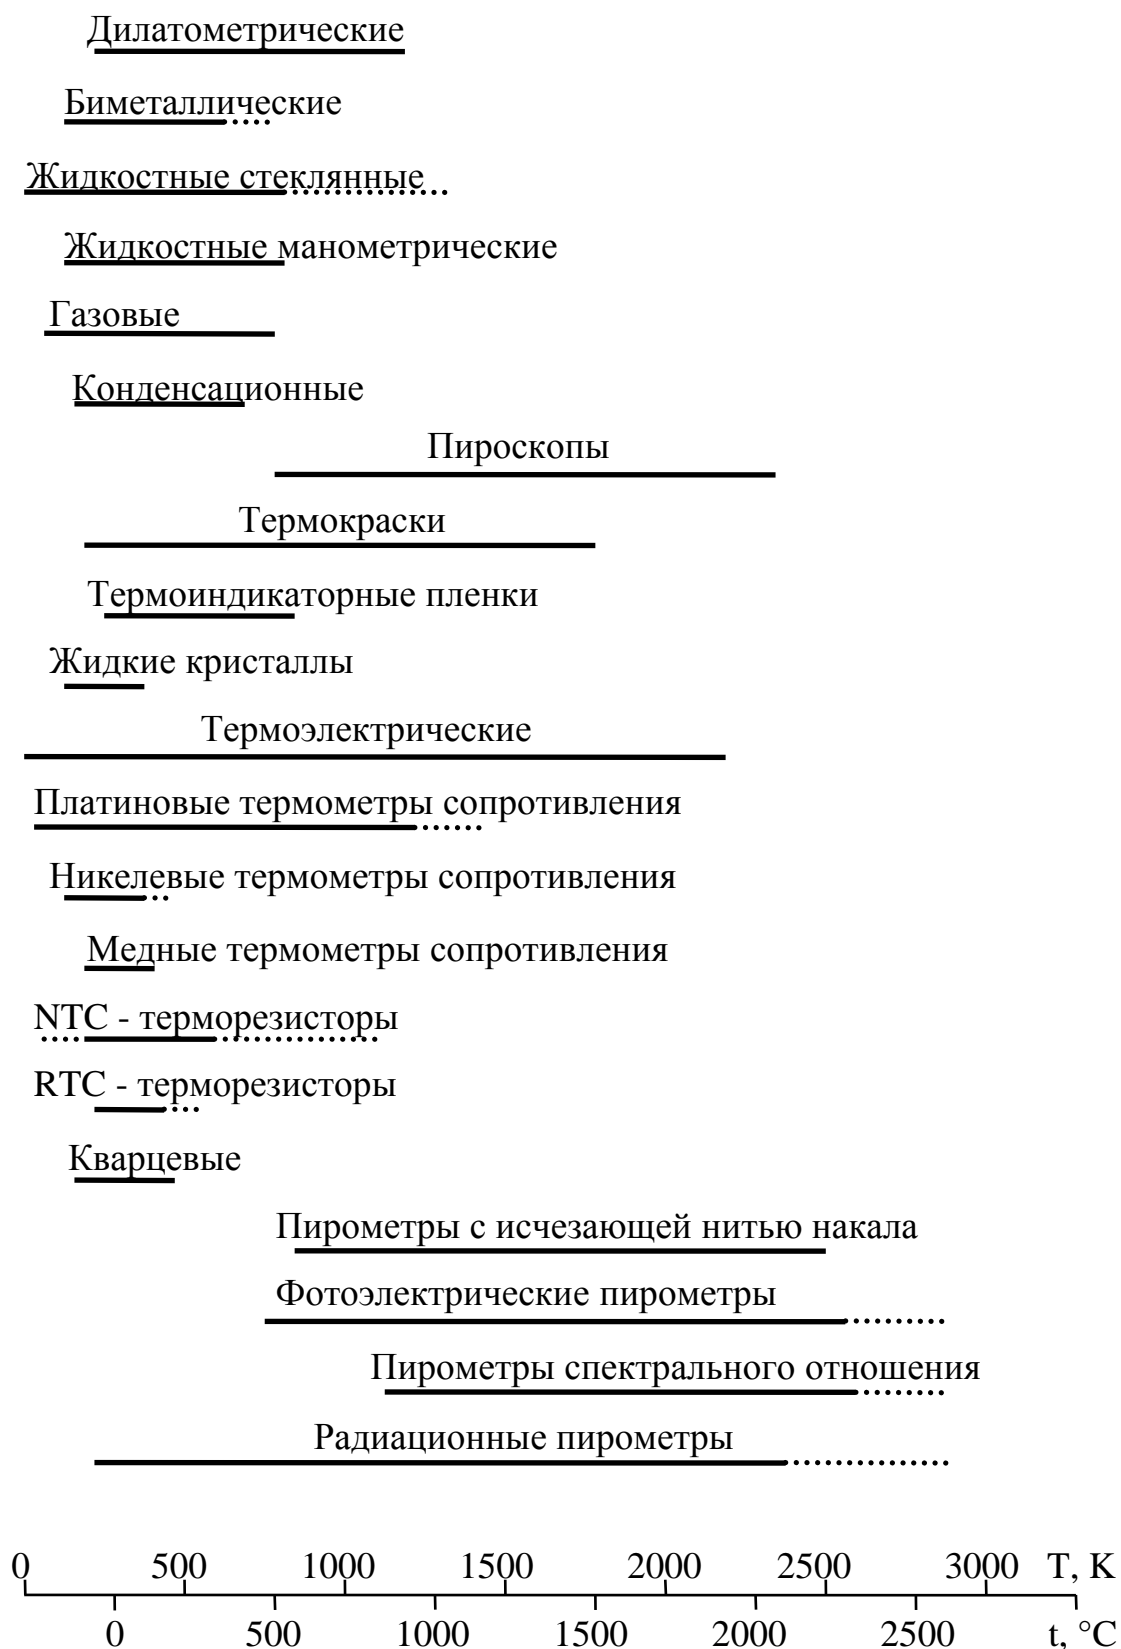 Дилатометрические
Биметаллические
Жидкостные стеклянные
Жидкостные манометрические
Газовые
Конденсационные
Пироскопы
Термокраски
Термоиндикаторные пленки
Жидкие кристаллы
Термоэлектрические
Платиновые термометры сопротивления
Никелевые термометры сопротивления
Медные термометры сопротивления
NTC - терморезисторы
RTC - терморезисторы
Кварцевые
Пирометры с исчезающей нитью накала
Фотоэлектрические пирометры
Пирометры спектрального отношения
Радиационные пирометры
0 500 1000 1500 2000 2500 3000 T, K
0 500 1000 1500 2000 2500 t, °C